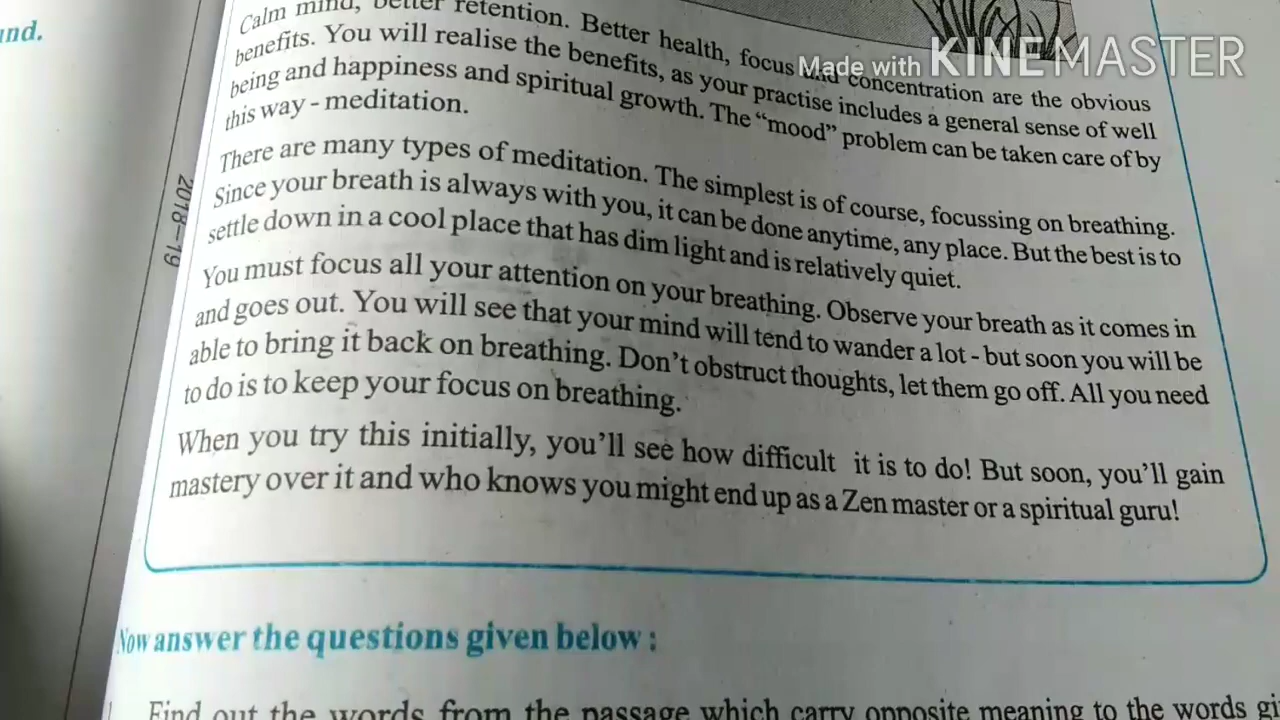 and.
Calm mind, better retention. Better health, focus and concentration are the obvious
benefits. You will realise the benefits, as your practise includes a general sense of well
being and happiness and spiritual growth. The “mood” problem can be taken care of by
this way - meditation.
There are many types of meditation. The simplest is of course, focussing on breathing.
Since your breath is always with you, it can be done anytime, any place. But the best is to
settle down in a cool place that has dim light and is relatively quiet.
You must focus all your attention on your breathing. Observe your breath as it comes in
and goes out. You will see that your mind will tend to wander a lot - but soon you will be
able to bring it back on breathing. Don’t obstruct thoughts, let them go off. All you need
to do is to keep your focus on breathing.
When you try this initially, you’ll see how difficult it is to do! But soon, you’ll gain
mastery over it and who knows you might end up as a Zen master or a spiritual guru!
Now answer the questions given below :
Find out the words from the passage which carry opposite meaning to the words gi
2018-19
Made with KINEMASTER